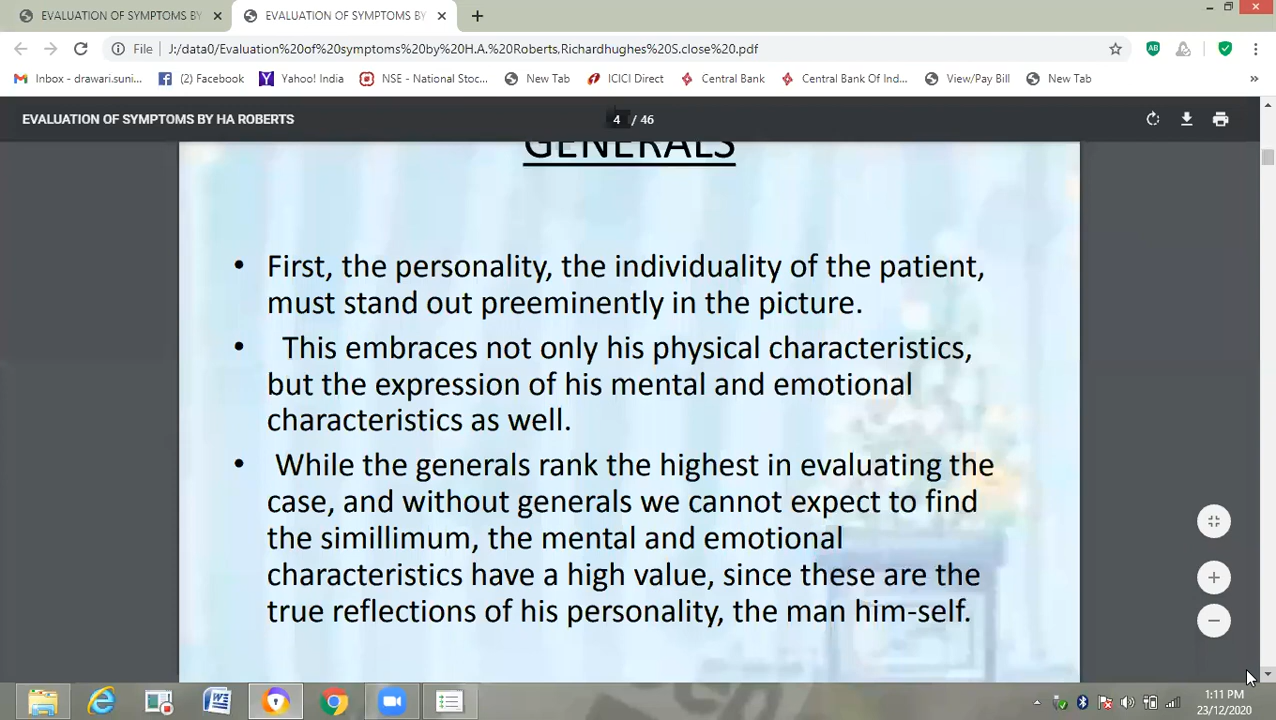 EVALUATION OF SYMPTOMS BY
EVALUATION OF SYMPTOMS BY
File | J:/data0/Evaluation%20of%20symptoms%20by%20H.A.%20Roberts.Richardhughes%20S.close%20.pdf
Inbox - drawari.suni... (2) Facebook Yahoo! India NSE - National Stoc... New Tab ICICI Direct Central Bank Central Bank Of Ind... View/Pay Bill New Tab »
EVALUATION OF SYMPTOMS BY HA ROBERTS 4 / 46
GENERALS
• First, the personality, the individuality of the patient,
must stand out preeminently in the picture.
• This embraces not only his physical characteristics,
but the expression of his mental and emotional
characteristics as well.
• While the generals rank the highest in evaluating the
case, and without generals we cannot expect to find
the simillimum, the mental and emotional
characteristics have a high value, since these are the
true reflections of his personality, the man him-self.
1:11 PM
23/12/2020